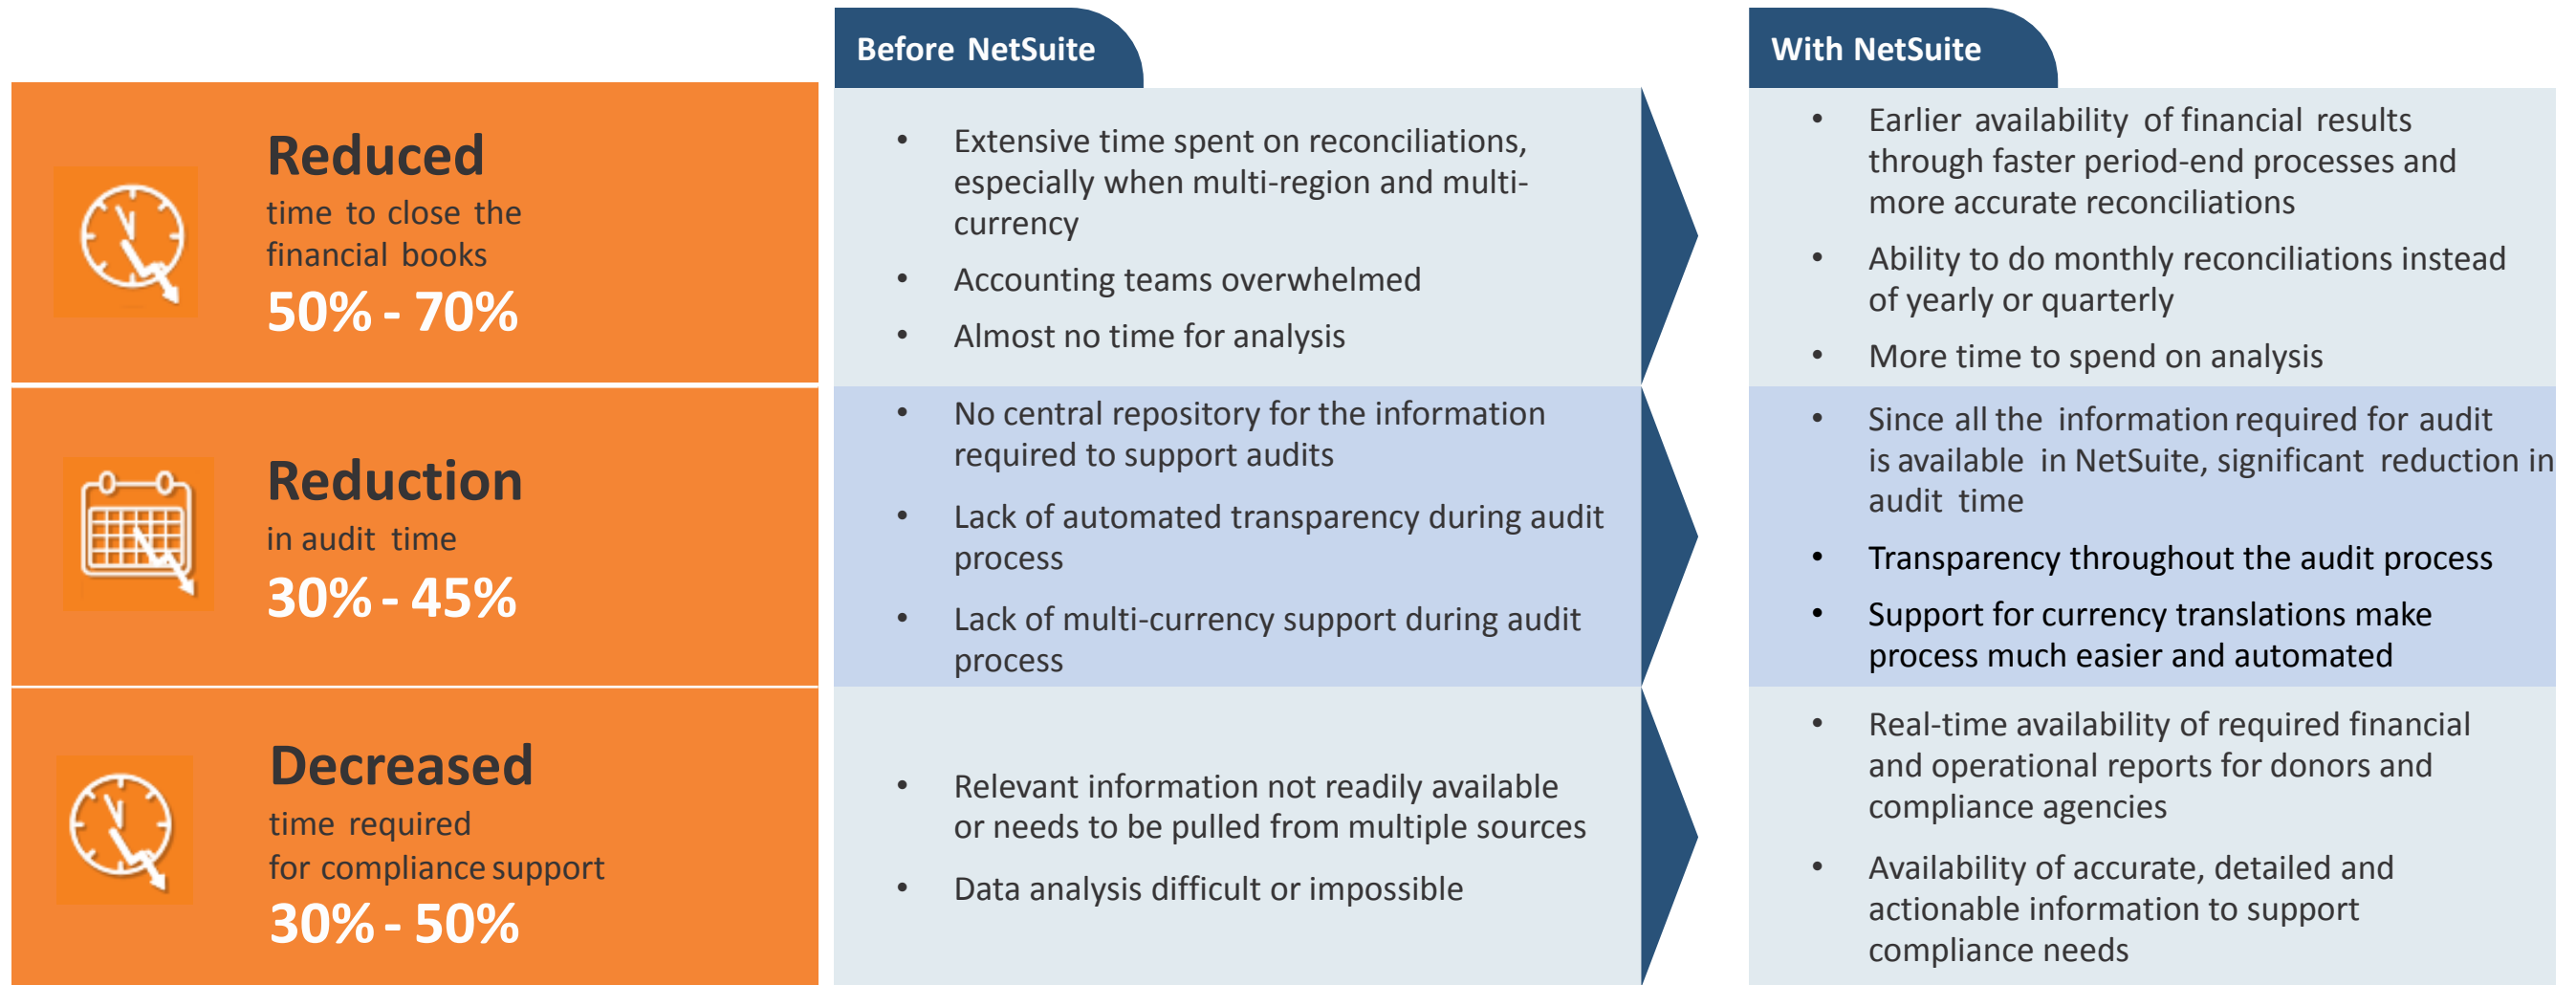 Before NetSuite
With NetSuite
Reduced
time to close the
financial books
50% - 70%
• Extensive time spent on reconciliations,
especially when multi-region and multi-
currency
• Accounting teams overwhelmed
• Almost no time for analysis
• Earlier availability of financial results
through faster period-end processes and
more accurate reconciliations
• Ability to do monthly reconciliations instead
of yearly or quarterly
• More time to spend on analysis
Reduction
in audit time
30% - 45%
• No central repository for the information
required to support audits
• Lack of automated transparency during audit
process
• Lack of multi-currency support during audit
process
• Since all the information required for audit
is available in NetSuite, significant reduction in
audit time
• Transparency throughout the audit process
• Support for currency translations make
process much easier and automated
Decreased
time required
for compliance support
30% - 50%
• Relevant information not readily available
or needs to be pulled from multiple sources
• Data analysis difficult or impossible
• Real-time availability of required financial
and operational reports for donors and
compliance agencies
• Availability of accurate, detailed and
actionable information to support
compliance needs